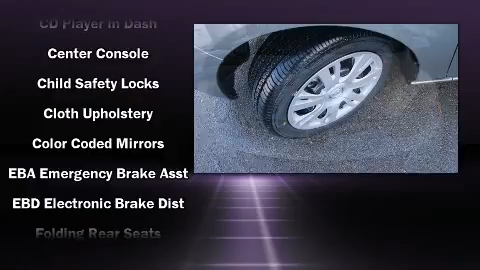 CD Player In Dash
Center Console
Child Safety Locks
Cloth Upholstery
Color Coded Mirrors
EBA Emergency Brake Asst
EBD Electronic Brake Dist
Folding Rear Seats